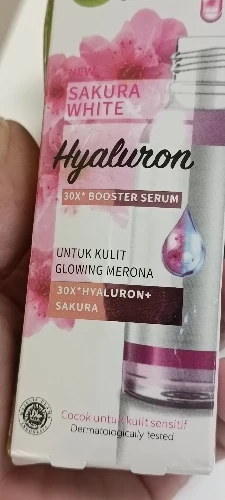 NEW
SAKURA
WHITE
Hyaluron
30X* BOOSTER SERUM
UNTUK KULIT
GLOWING MERONA
30X*HYALURON+
SAKURA
Cocok untuk kulit sensitif
Dermatologically tested